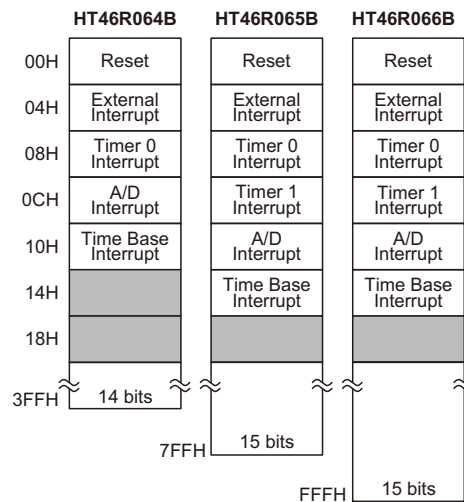 HT46R064B HT46R065B HT46R066B
00H Reset Reset Reset
04H External Interrupt External Interrupt External Interrupt
08H Timer 0 Interrupt Timer 0 Interrupt Timer 0 Interrupt
0CH A/D Interrupt Timer 1 Interrupt Timer 1 Interrupt
10H Time Base Interrupt A/D Interrupt A/D Interrupt
14H Time Base Interrupt Time Base Interrupt
18H
3FFH 14 bits
7FFH 15 bits
FFFH 15 bits